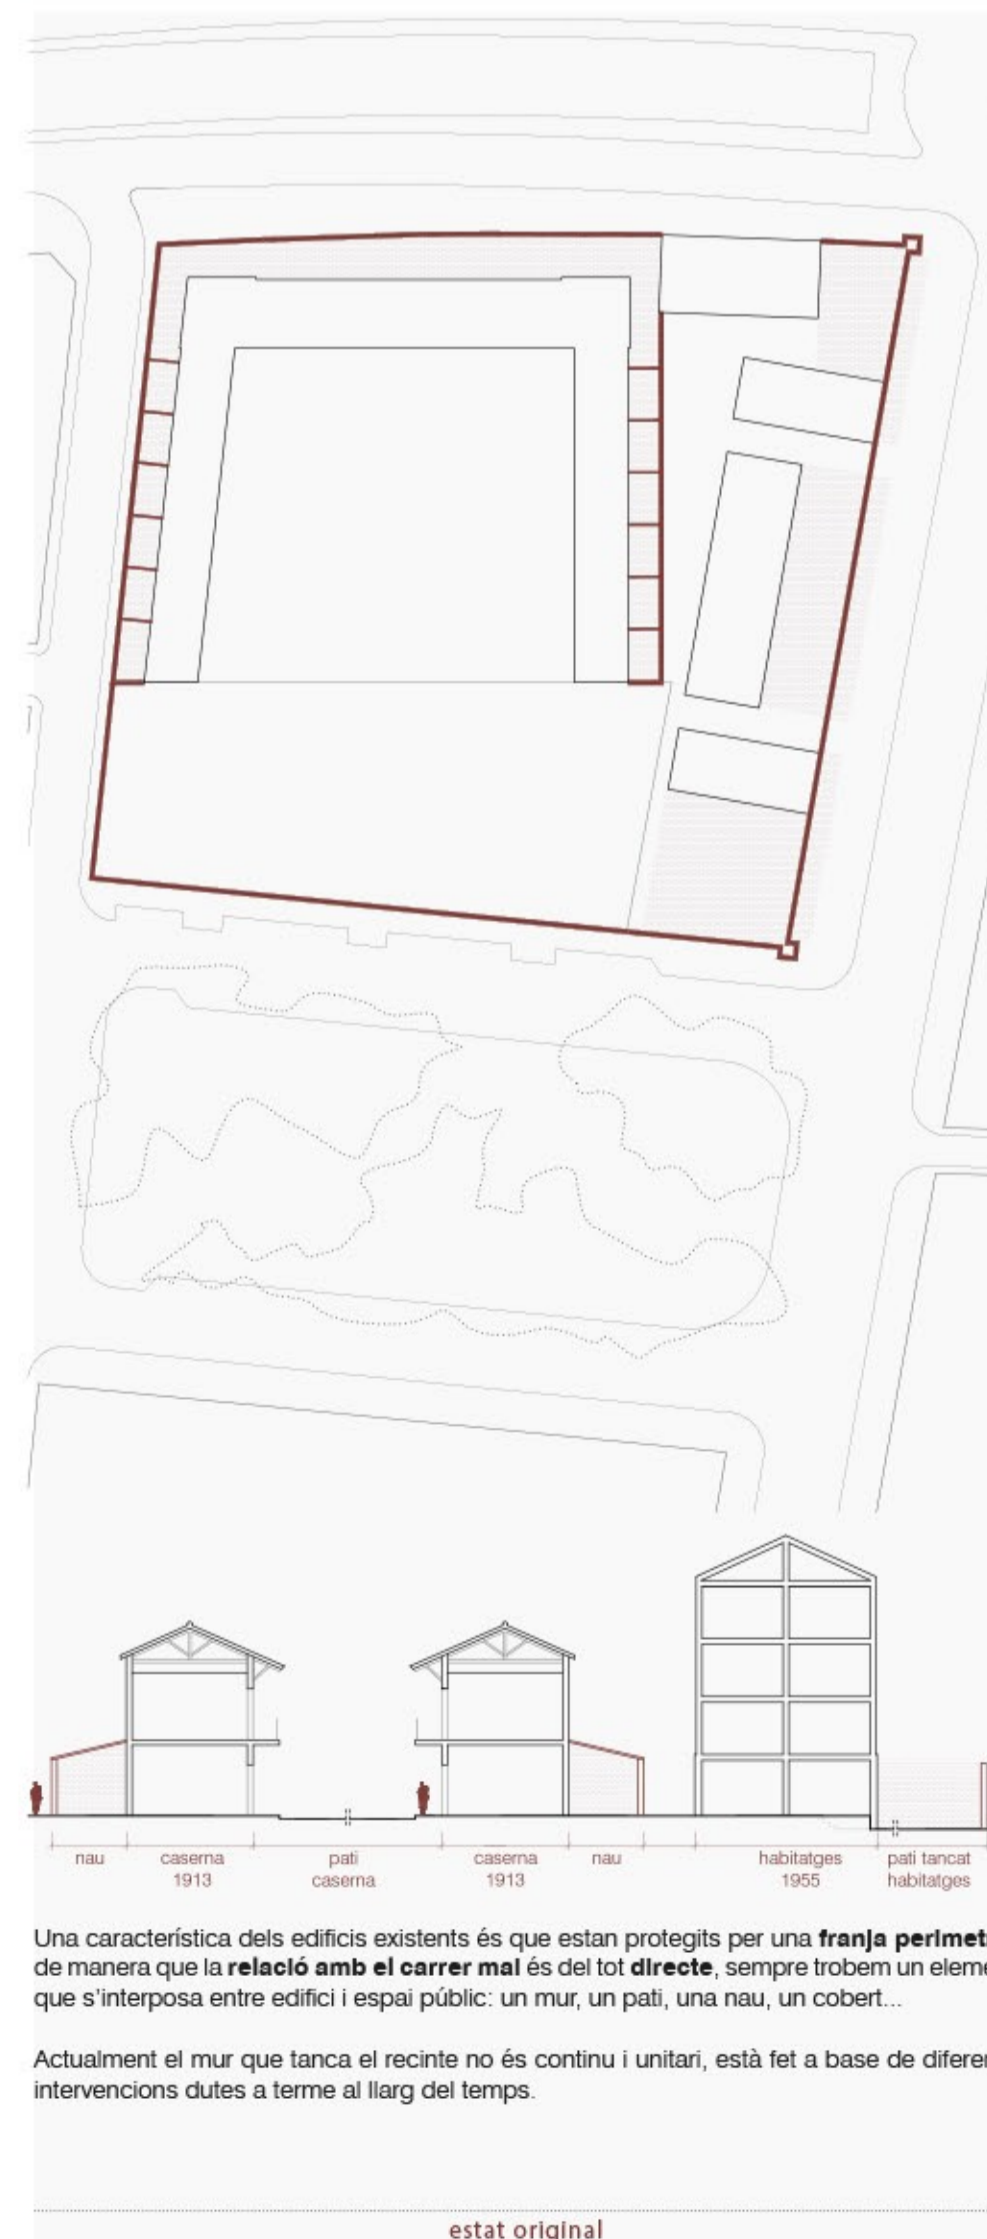 nau
caserna
1913
pati
caserna
caserna
1913
nau
habitatges
1955
pati tancat
habitatges
Una característica dels edificis existents és que estan protegits per una franja
de manera que la relació amb el carrer mai és del tot directe, sempre trobem un
que s'interposa entre edifici i espai públic: un mur, un pati, una nau, un cobert...
Actualment el mur que tanca el recinte no és continu i unitari, està fet a base de
intervencions dutes a terme al llarg del temps.
estat original